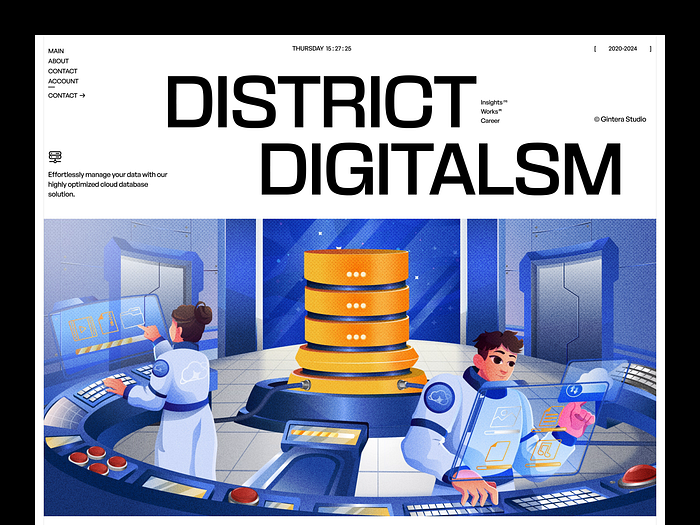 MAIN
ABOUT
CONTACT
ACCOUNT
CONTACT →
THURSDAY 15:27:25
[ 2020-2024 ]
DISTRICT
DIGITALSM
Insights
Works
Career
© Gintera Studio
Effortlessly manage your data with our
highly optimized cloud database
solution.